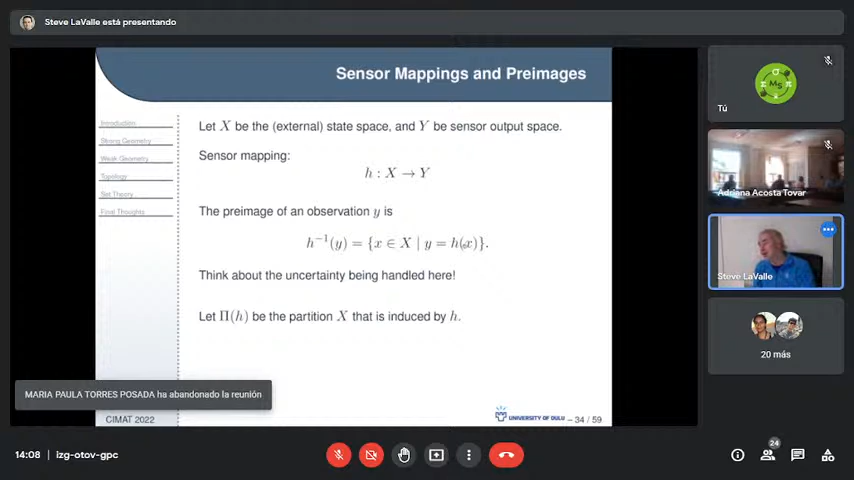 Steve LaValle está presentando
Sensor Mappings and Preimages
Introduction
Strong Geometry
Weak Geometry
Topology
Set Theory
Final Thoughts
Let X be the (external) state space, and Y be sensor output space.
Sensor mapping:
h : X → Y
The preimage of an observation y is
h⁻¹(y) = {x ∈ X | y = h(x)}.
Think about the uncertainty being handled here!
Let Π(h) be the partition X that is induced by h.
CIMAT 2022
UNIVERSITY OF OULU – 34 / 59
MARIA PAULA TORRES POSADA ha abandonado la reunión
MS
Tú
Adriana Acosta Tovar
Steve LaValle
20 más
14:08 | izg-otov-gpc
24